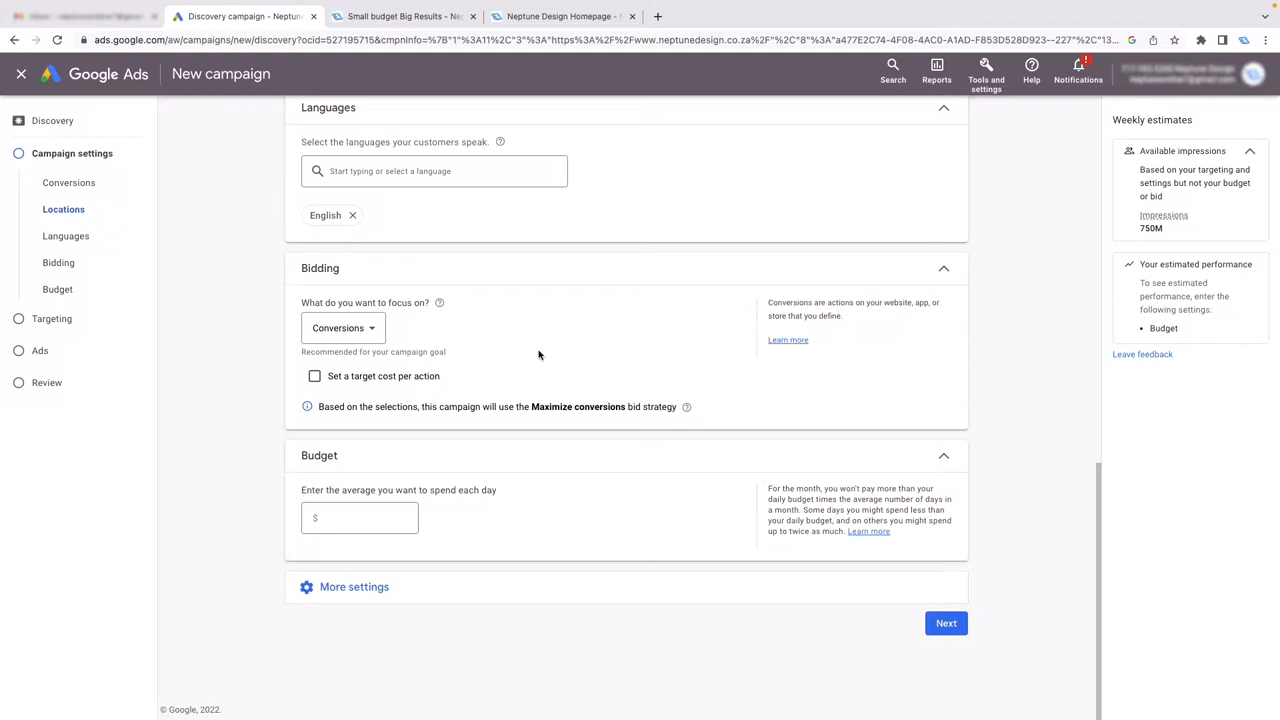 Discovery campaign - Neptun
Small budget Big Results - Ne
Neptune Design Homepage -
ads.google.com/aw/campaigns/new/discovery?ocid=527195715&cmpnInfo=%7B"1"%3A11%2C"3"%3A"https%3A%2F%2Fwww.neptunedesign.co.za%2F"%2C"8"%3A"a477E2C74-4F08-4AC0-A1AD-F853D528D923--227"%2C"13...
Google Ads
New campaign
Search
Reports
Tools and
settings
Help
!
Notifications
Discovery
Campaign settings
Conversions
Locations
Languages
Bidding
Budget
Targeting
Ads
Review
Languages
Select the languages your customers speak.
Start typing or select a language
English
Bidding
What do you want to focus on?
Conversions
Recommended for your campaign goal
Set a target cost per action
Based on the selections, this campaign will use the Maximize conversions bid strategy
Conversions are actions on your website, app, or
store that you define.
Learn more
Budget
Enter the average you want to spend each day
$
For the month, you won't pay more than your
daily budget times the average number of days in
a month. Some days you might spend less than
your daily budget, and on others you might spend
up to twice as much. Learn more
More settings
Next
Weekly estimates
Available impressions
Based on your targeting and
settings but not your budget
or bid
Impressions
750M
Your estimated performance
To see estimated
performance, enter the
following settings:
• Budget
Leave feedback
© Google, 2022.